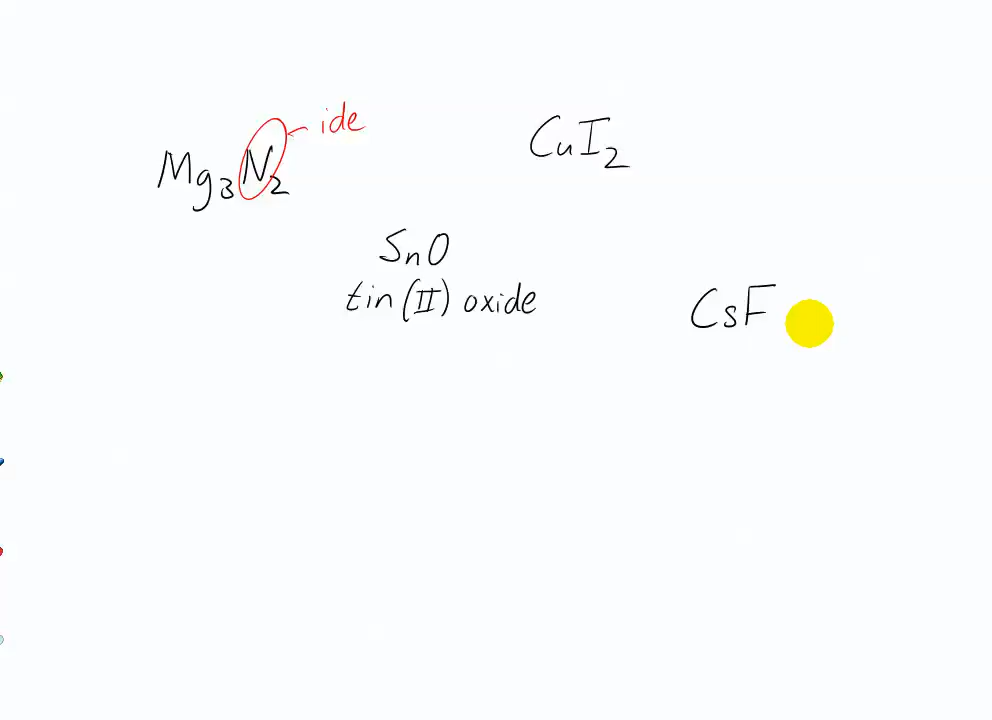 Mg₃N₂ - ide
CuI₂
SnO
tin (II) oxide
CsF